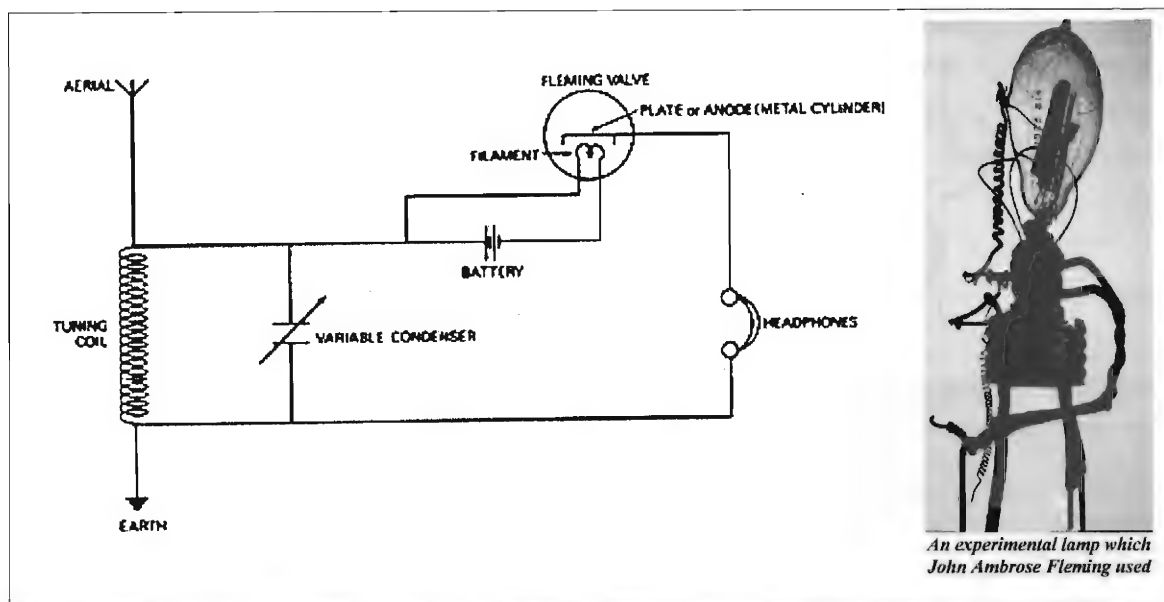 AERIAL
FLEMING VALVE
PLATE or ANODE (METAL CYLINDER)
FILAMENT
BATTERY
TUNING
COIL
VARIABLE CONDENSER
HEADPHONES
EARTH
An experimental lamp which
John Ambrose Fleming used